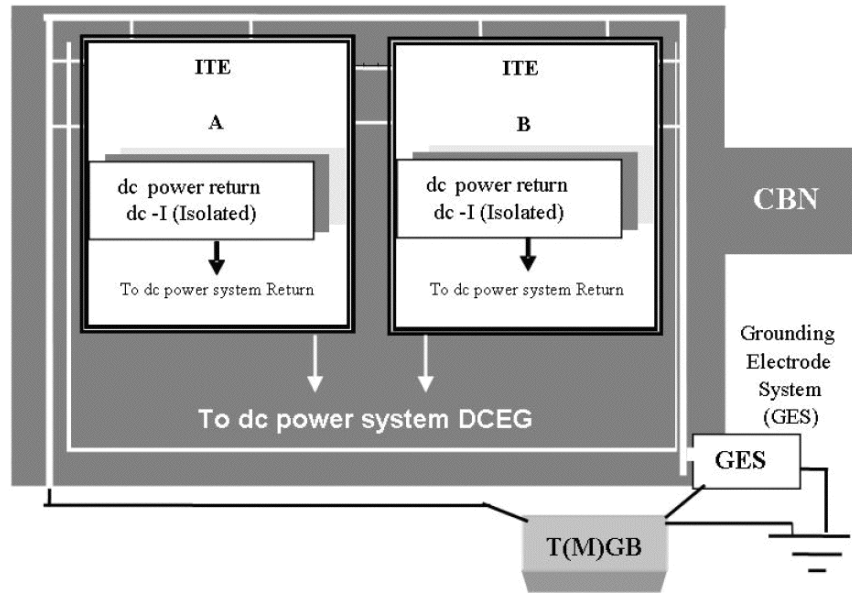 ITE
A
dc power return
dc -I (Isolated)
To dc power system Return
ITE
B
dc power return
dc -I (Isolated)
To dc power system Return
CBN
To dc power system DCEG
Grounding
Electrode
System
(GES)
GES
T(M)GB